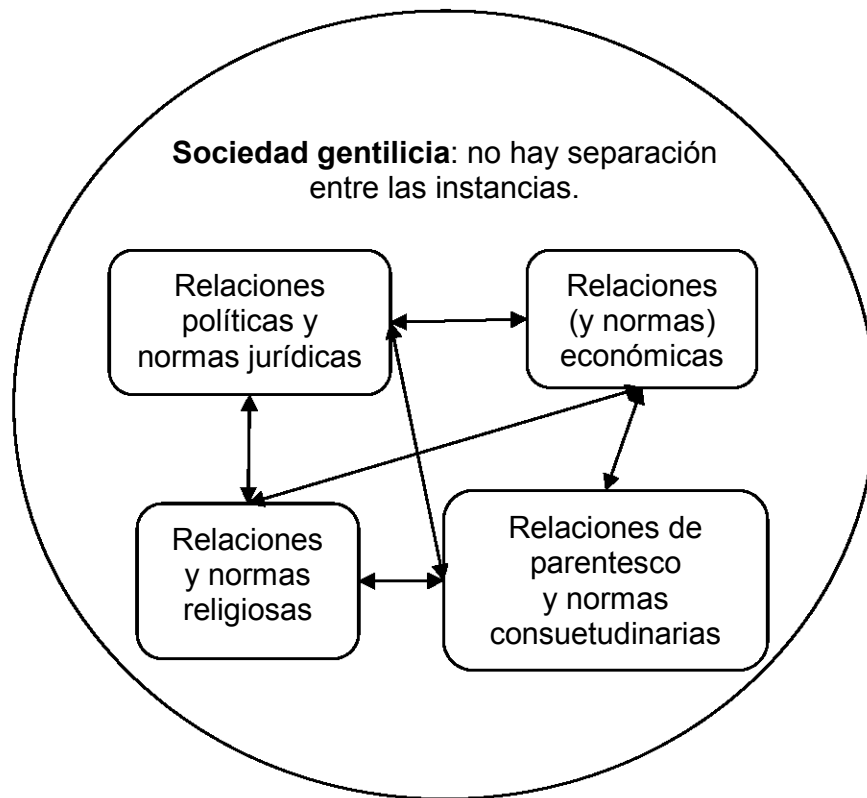 Sociedad gentilicia: no hay separación
entre las instancias.
Relaciones
políticas y
normas jurídicas
Relaciones
(y normas)
económicas
Relaciones
y normas
religiosas
Relaciones de
parentesco
y normas
consuetudinarias